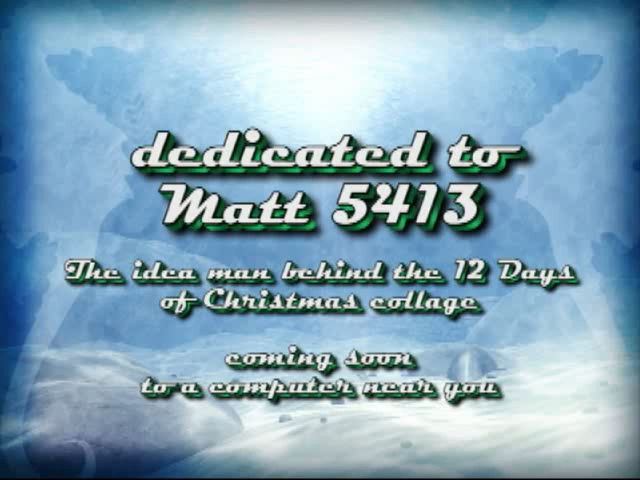 dedicated to
Matt 5413
The idea man behind the 12 Days
of Christmas collage
coming soon
to a computer near you